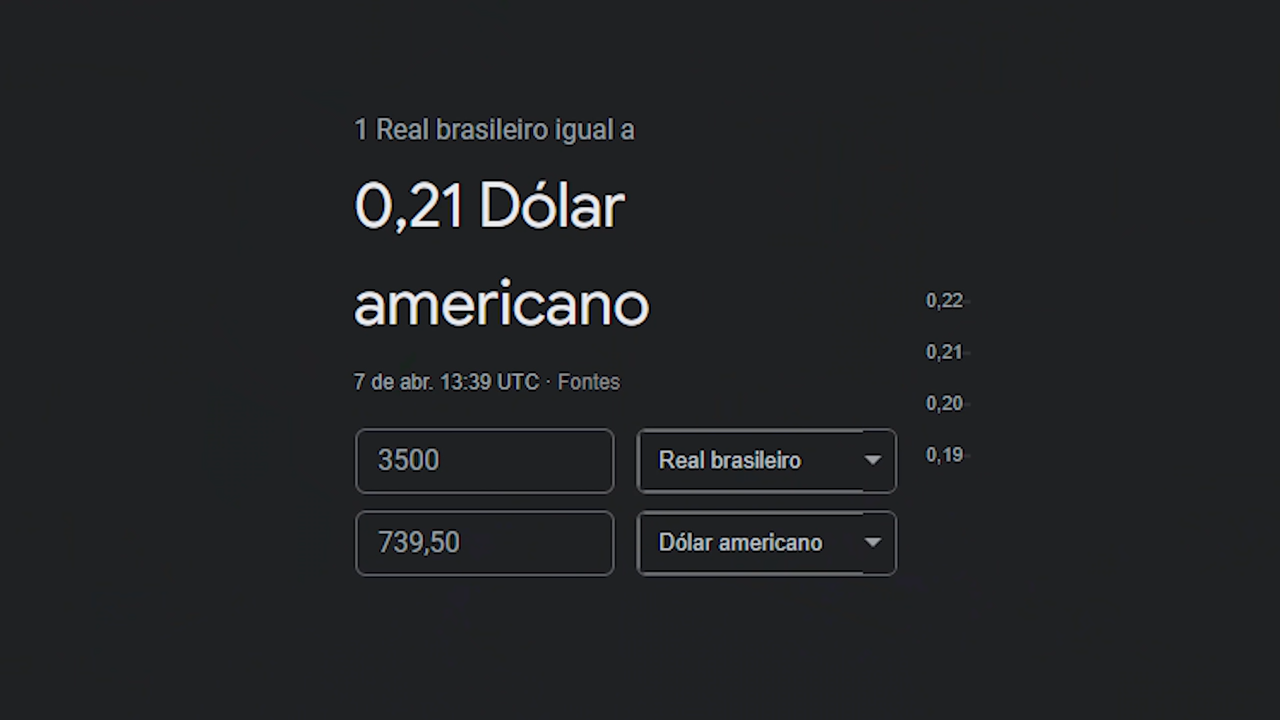 1 Real brasileiro igual a
0,21 Dólar
americano
7 de abr. 13:39 UTC · Fontes
3500
Real brasileiro
739,50
Dólar americano
0,22
0,21
0,20
0,19